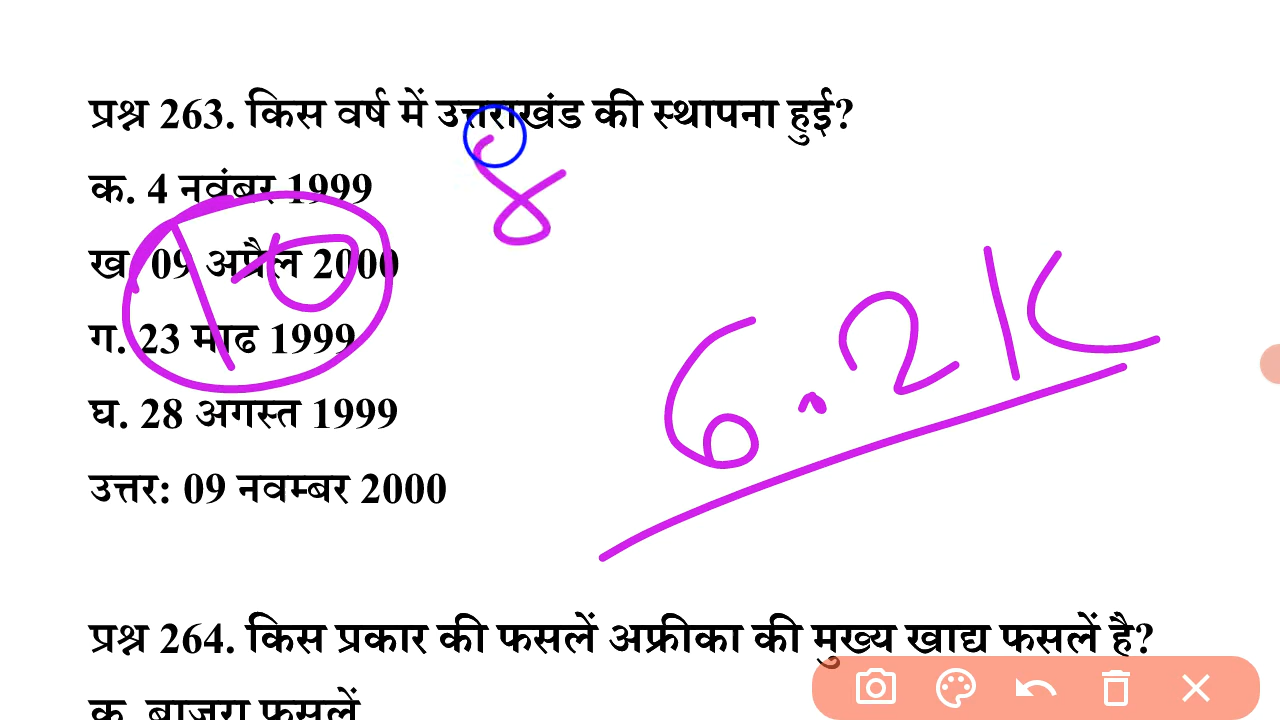 प्रश्न 263. किस वर्ष में उत्तराखंड की स्थापना हुई?
क. 4 नवंबर 1999
8
ख. 09 अप्रैल 2000
ग. 23 माढ 1999
6.2K
घ. 28 अगस्त 1999
उत्तर: 09 नवम्बर 2000
प्रश्न 264. किस प्रकार की फसलें अफ्रीका की मुख्य खाद्य फसलें है?
क. बाजरा फसलें